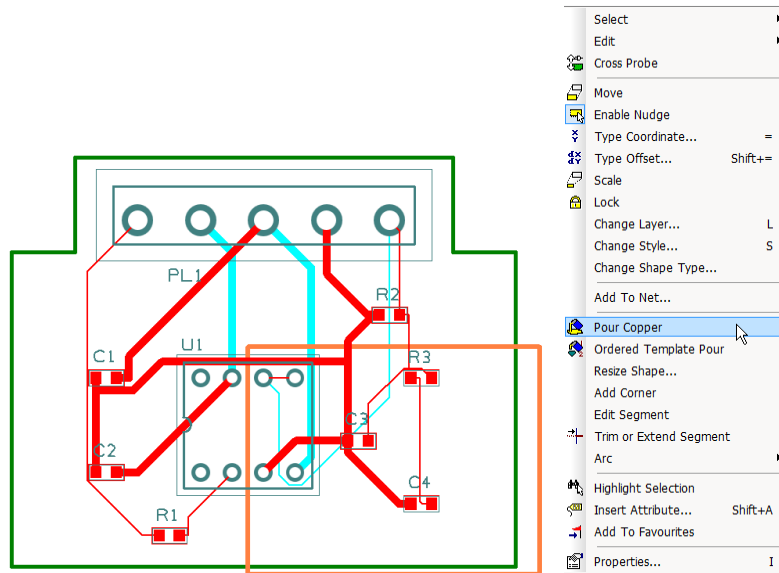 PL1
R2
U1
C1
R3
C3
C2
C4
R1
Select
Edit
Cross Probe
Move
Enable Nudge
Type Coordinate... =
Type Offset... Shift+=
Scale
Lock
Change Layer... L
Change Style... S
Change Shape Type...
Add To Net...
Pour Copper
Ordered Template Pour
Resize Shape...
Add Corner
Edit Segment
Trim or Extend Segment
Arc
Highlight Selection
Insert Attribute... Shift+A
Add To Favourites
Properties... I